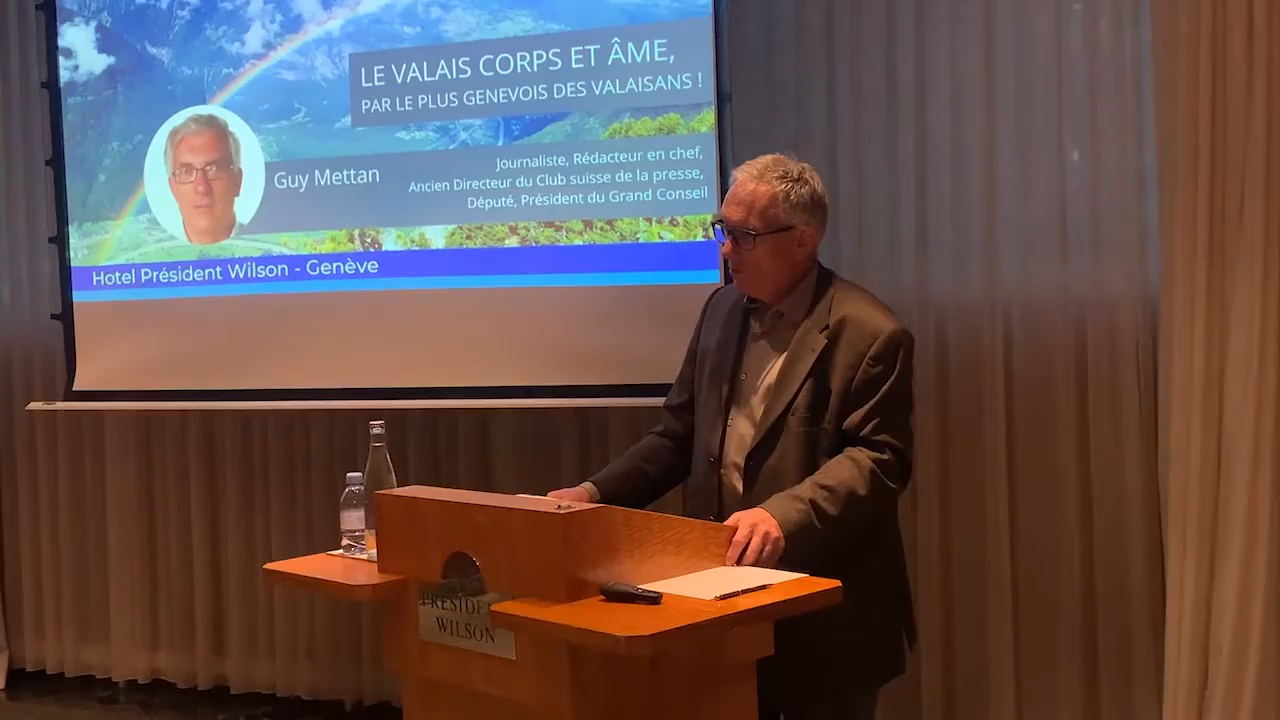 LE VALAIS CORPS ET ÂME,
PAR LE PLUS GENEVOIS DES VALAISANS !
Guy Mettan
Journaliste, Rédacteur en chef,
Ancien Directeur du Club suisse de la presse,
Député, Président du Grand Conseil
Hotel Président Wilson - Genève
WILSON